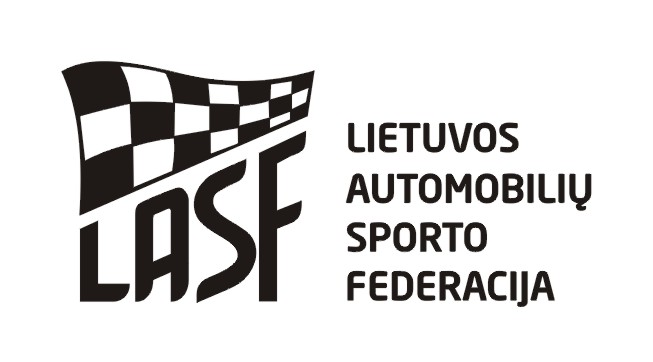 LASF
LIETUVOS
AUTOMOBILIŲ
SPORTO
FEDERACIJA